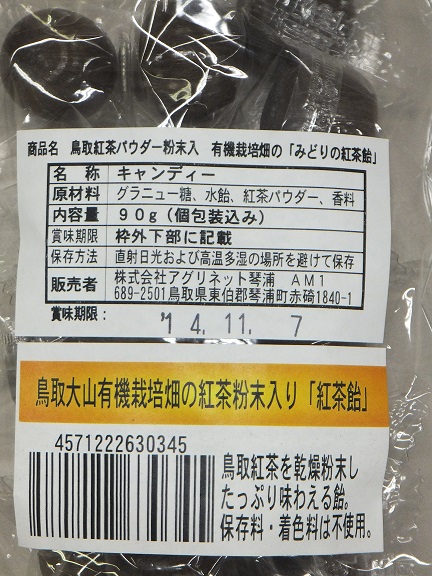 商品名 鳥取紅茶パウダー粉末入 有機栽培畑の「みどりの紅茶飴」
名 称 キャンディー
原材料 グラニュー糖、水飴、紅茶パウダー、香料
内容量 90g（個包装込み）
賞味期限 枠外下部に記載
保存方法 直射日光および高温多湿の場所を避けて保存
販売者 株式会社アグリネット琴浦 AM1
689-2501鳥取県東伯郡琴浦町赤碕1840-1
賞味期限: '14.11. 7
鳥取大山有機栽培畑の紅茶粉末入り「紅茶飴」
4571222630345
鳥取紅茶を乾燥粉末し
たっぷり味わえる飴。
保存料・着色料は不使用。